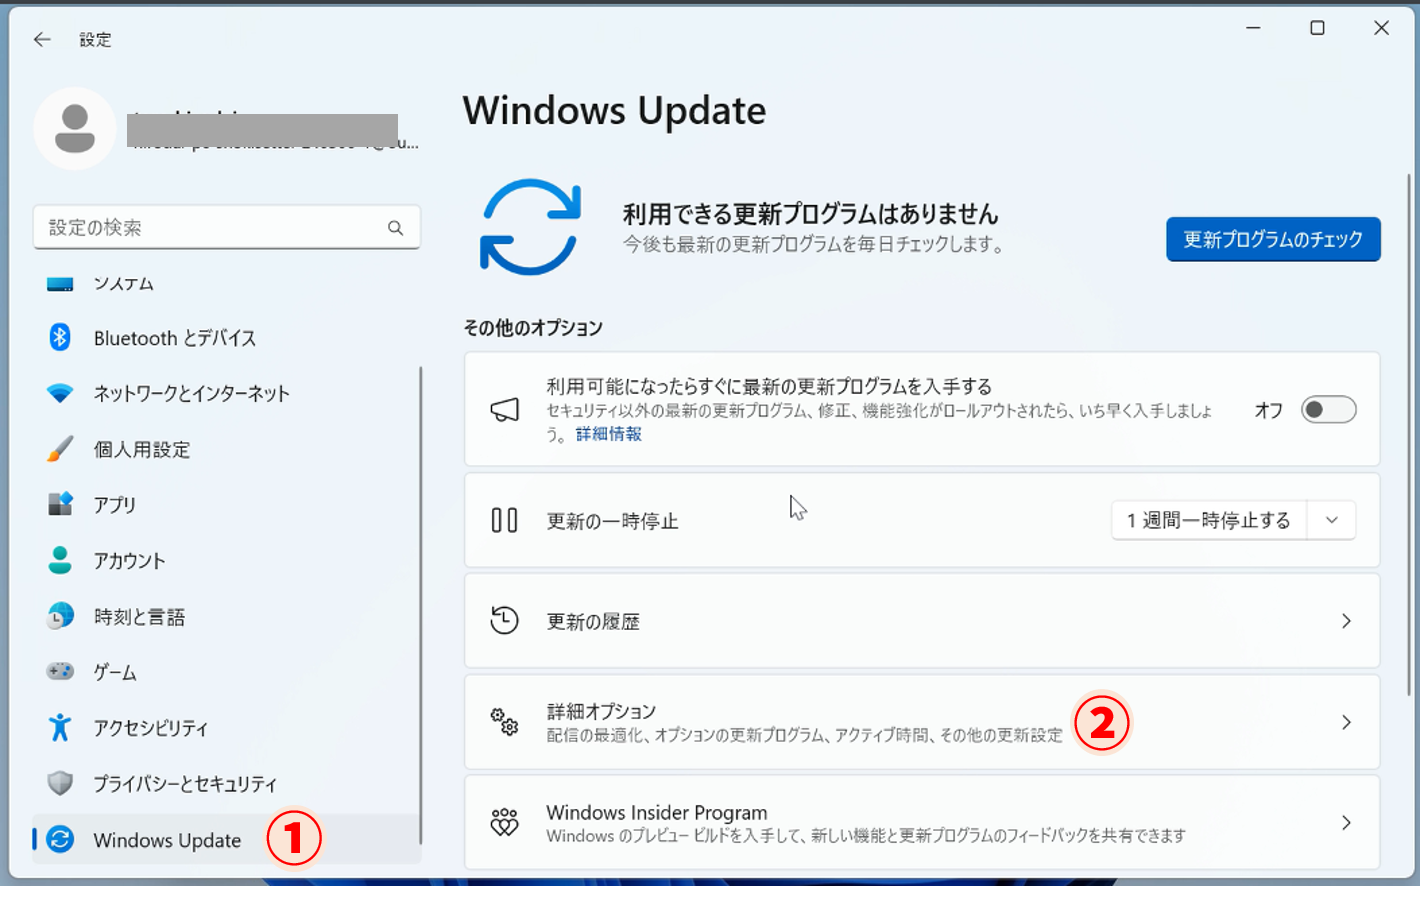 設定
設定の検索
システム
Bluetooth とデバイス
ネットワークとインターネット
個人用設定
アプリ
アカウント
時刻と言語
ゲーム
アクセシビリティ
プライバシーとセキュリティ
Windows Update
1
Windows Update
利用できる更新プログラムはありません
今後も最新の更新プログラムを毎日チェックします。
更新プログラムのチェック
その他のオプション
利用可能になったらすぐに最新の更新プログラムを入手する
セキュリティ以外の最新の更新プログラム、修正、機能強化がロールアウトされたら、いち早く入手しましょ
う。 詳細情報
オフ
更新の一時停止
1 週間一時停止する
更新の履歴
詳細オプション
配信の最適化、オプションの更新プログラム、アクティブ時間、その他の更新設定
2
Windows Insider Program
Windows のプレビュー ビルドを入手して、新しい機能と更新プログラムのフィードバックを共有できます